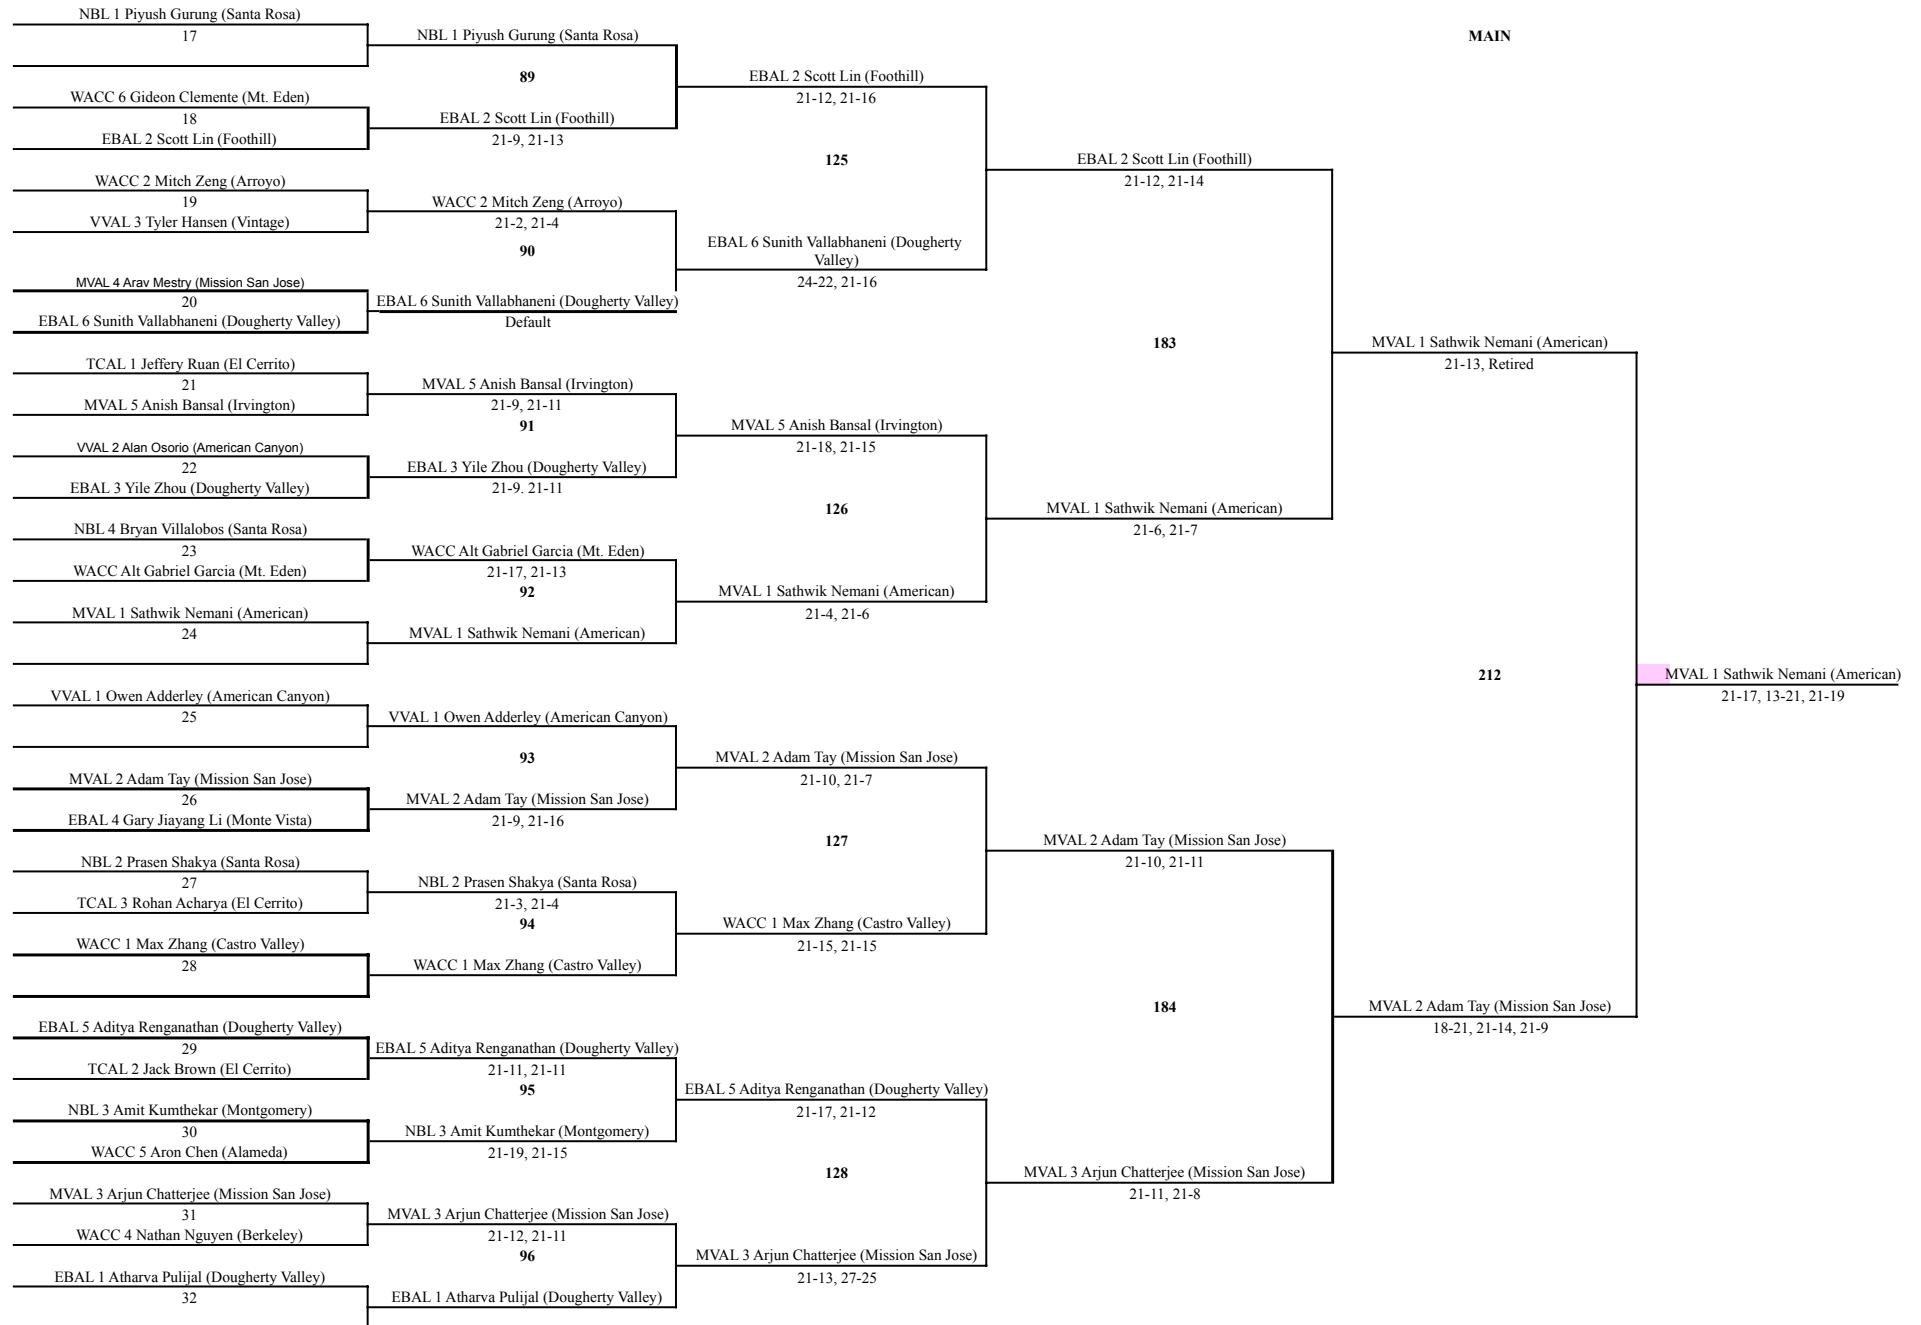 NBL 1 Piyush Gurung (Santa Rosa)
17
NBL 1 Piyush Gurung (Santa Rosa)
MAIN
89
EBAL 2 Scott Lin (Foothill)
21-12, 21-16
WACC 6 Gideon Clemente (Mt. Eden)
18
EBAL 2 Scott Lin (Foothill)
EBAL 2 Scott Lin (Foothill)
21-9, 21-13
125
EBAL 2 Scott Lin (Foothill)
21-12, 21-14
WACC 2 Mitch Zeng (Arroyo)
19
VVAL 3 Tyler Hansen (Vintage)
WACC 2 Mitch Zeng (Arroyo)
21-2, 21-4
90
EBAL 6 Sunith Vallabhaneni (Dougherty
Valley)
24-22, 21-16
MVAL 4 Arav Mestry (Mission San Jose)
20
EBAL 6 Sunith Vallabhaneni (Dougherty Valley)
EBAL 6 Sunith Vallabhaneni (Dougherty Valley)
Default
183
MVAL 1 Sathwik Nemani (American)
21-13, Retired
TCAL 1 Jeffery Ruan (El Cerrito)
21
MVAL 5 Anish Bansal (Irvington)
MVAL 5 Anish Bansal (Irvington)
21-9, 21-11
91
MVAL 5 Anish Bansal (Irvington)
21-18, 21-15
VVAL 2 Alan Osorio (American Canyon)
22
EBAL 3 Yile Zhou (Dougherty Valley)
EBAL 3 Yile Zhou (Dougherty Valley)
21-9. 21-11
126
MVAL 1 Sathwik Nemani (American)
21-6, 21-7
NBL 4 Bryan Villalobos (Santa Rosa)
23
WACC Alt Gabriel Garcia (Mt. Eden)
WACC Alt Gabriel Garcia (Mt. Eden)
21-17, 21-13
92
MVAL 1 Sathwik Nemani (American)
21-4, 21-6
MVAL 1 Sathwik Nemani (American)
24
MVAL 1 Sathwik Nemani (American)
212
MVAL 1 Sathwik Nemani (American)
21-17, 13-21, 21-19
VVAL 1 Owen Adderley (American Canyon)
25
VVAL 1 Owen Adderley (American Canyon)
93
MVAL 2 Adam Tay (Mission San Jose)
21-10, 21-7
MVAL 2 Adam Tay (Mission San Jose)
26
EBAL 4 Gary Jiayang Li (Monte Vista)
MVAL 2 Adam Tay (Mission San Jose)
21-9, 21-16
127
MVAL 2 Adam Tay (Mission San Jose)
21-10, 21-11
NBL 2 Prasen Shakya (Santa Rosa)
27
TCAL 3 Rohan Acharya (El Cerrito)
NBL 2 Prasen Shakya (Santa Rosa)
21-3, 21-4
94
WACC 1 Max Zhang (Castro Valley)
21-15, 21-15
WACC 1 Max Zhang (Castro Valley)
28
WACC 1 Max Zhang (Castro Valley)
184
MVAL 2 Adam Tay (Mission San Jose)
18-21, 21-14, 21-9
EBAL 5 Aditya Renganathan (Dougherty Valley)
29
TCAL 2 Jack Brown (El Cerrito)
EBAL 5 Aditya Renganathan (Dougherty Valley)
21-11, 21-11
95
EBAL 5 Aditya Renganathan (Dougherty Valley)
21-17, 21-12
NBL 3 Amit Kumthekar (Montgomery)
30
WACC 5 Aron Chen (Alameda)
NBL 3 Amit Kumthekar (Montgomery)
21-19, 21-15
128
MVAL 3 Arjun Chatterjee (Mission San Jose)
21-11, 21-8
MVAL 3 Arjun Chatterjee (Mission San Jose)
31
WACC 4 Nathan Nguyen (Berkeley)
MVAL 3 Arjun Chatterjee (Mission San Jose)
21-12, 21-11
96
MVAL 3 Arjun Chatterjee (Mission San Jose)
21-13, 27-25
EBAL 1 Atharva Pulijal (Dougherty Valley)
32
EBAL 1 Atharva Pulijal (Dougherty Valley)